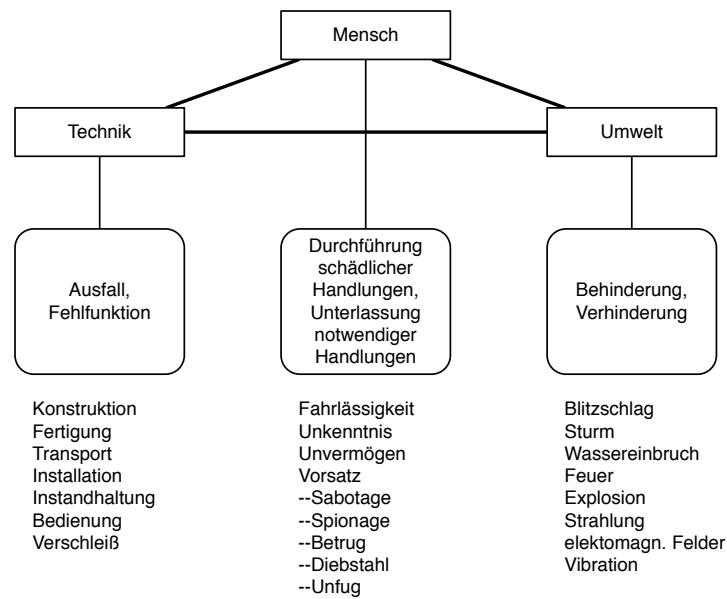 Mensch
Technik
Umwelt
Ausfall,
Fehlfunktion
Durchführung
schädlicher
Handlungen,
Unterlassung
notwendiger
Handlungen
Behinderung,
Verhinderung
Konstruktion
Fertigung
Transport
Installation
Instandhaltung
Bedienung
Verschleiß
Fahrlässigkeit
Unkenntnis
Unvermögen
Vorsatz
--Sabotage
--Spionage
--Betrug
--Diebstahl
--Unfug
Blitzschlag
Sturm
Wassereinbruch
Feuer
Explosion
Strahlung
elektomagn. Felder
Vibration